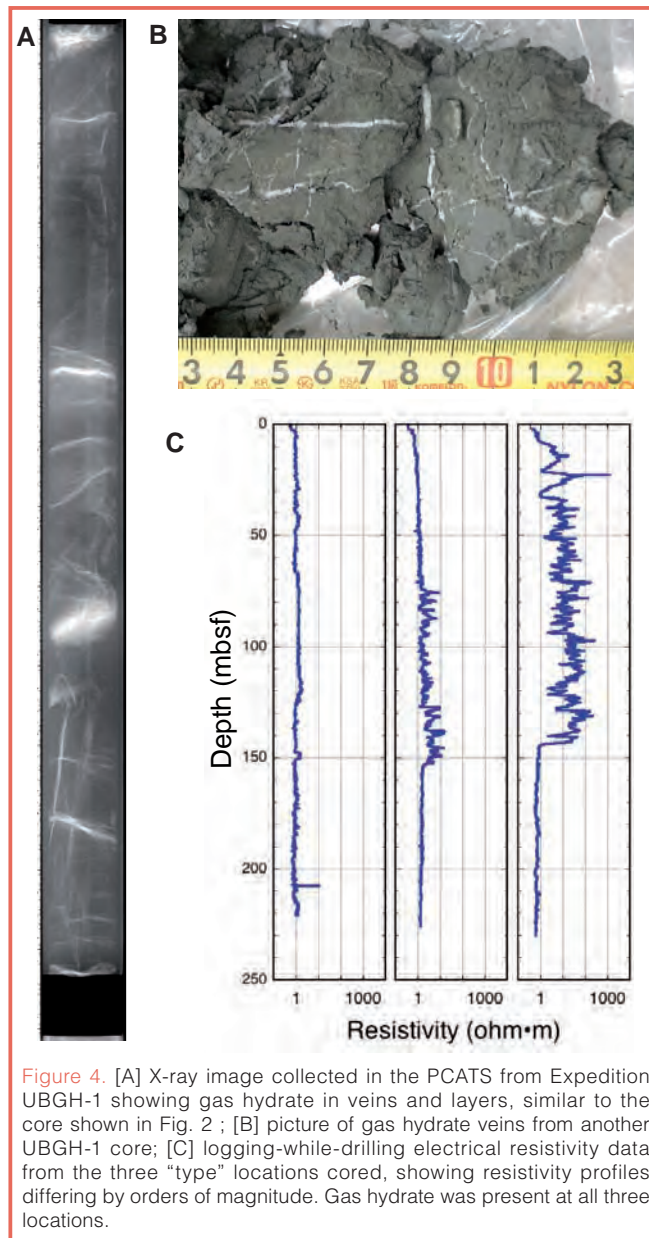 A
B
3 4 5 6 7 8 9 10 1 2 3
C
0
50
100
150
200
250
Depth (mbsf)
1 1000 1 1000 1 1000
Resistivity (ohm•m)
Figure 4. [A] X-ray image collected in the PCATS from Expedition
UBGH-1 showing gas hydrate in veins and layers, similar to the
core shown in Fig. 2 ; [B] picture of gas hydrate veins from another
UBGH-1 core; [C] logging-while-drilling electrical resistivity data
from the three “type” locations cored, showing resistivity profiles
differing by orders of magnitude. Gas hydrate was present at all three
locations.